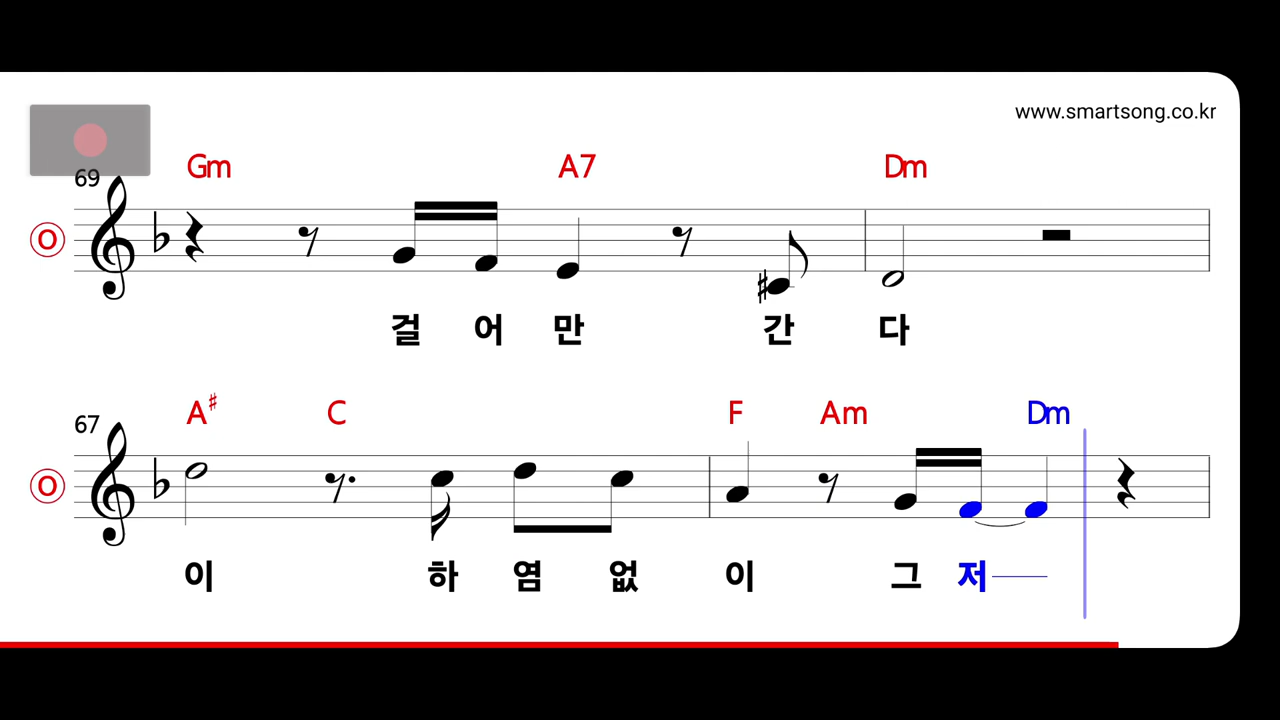 www.smartsong.co.kr
Gm A7 Dm
69
O
걸 어 만 간 다
A♯ C F Am Dm
67
O
이 하 염 없 이 그 저